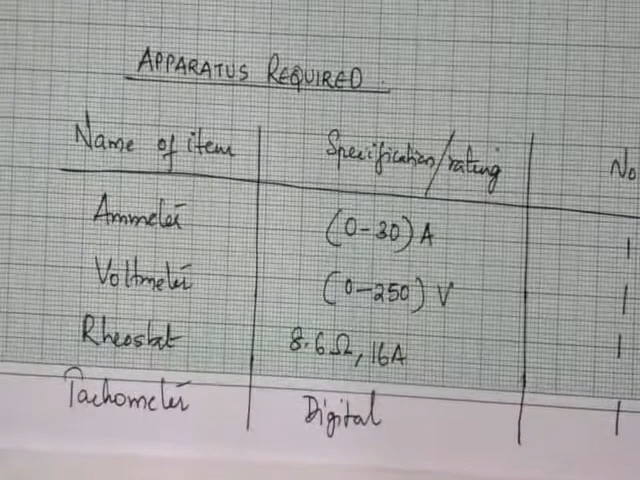 APPARATUS REQUIRED.
Name of item Specification/rating No
Ammeter (0-30) A 1
Voltmeter (0-250) V 1
Rheostat 8.6Ω, 16A 1
Tachometer Digital 1